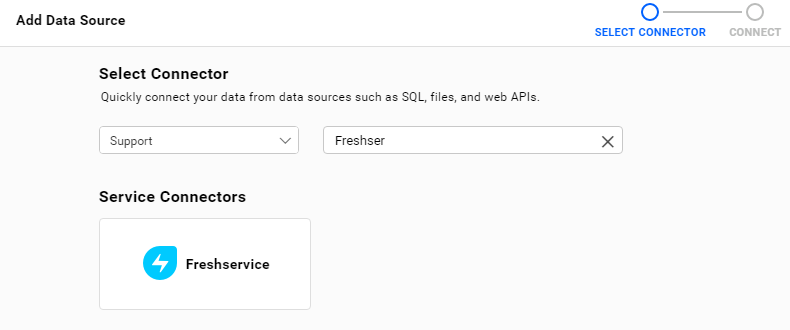 Add Data Source
SELECT CONNECTOR
CONNECT
Select Connector
Quickly connect your data from data sources such as SQL, files, and web APIs.
Support
Freshser
Service Connectors
Freshservice